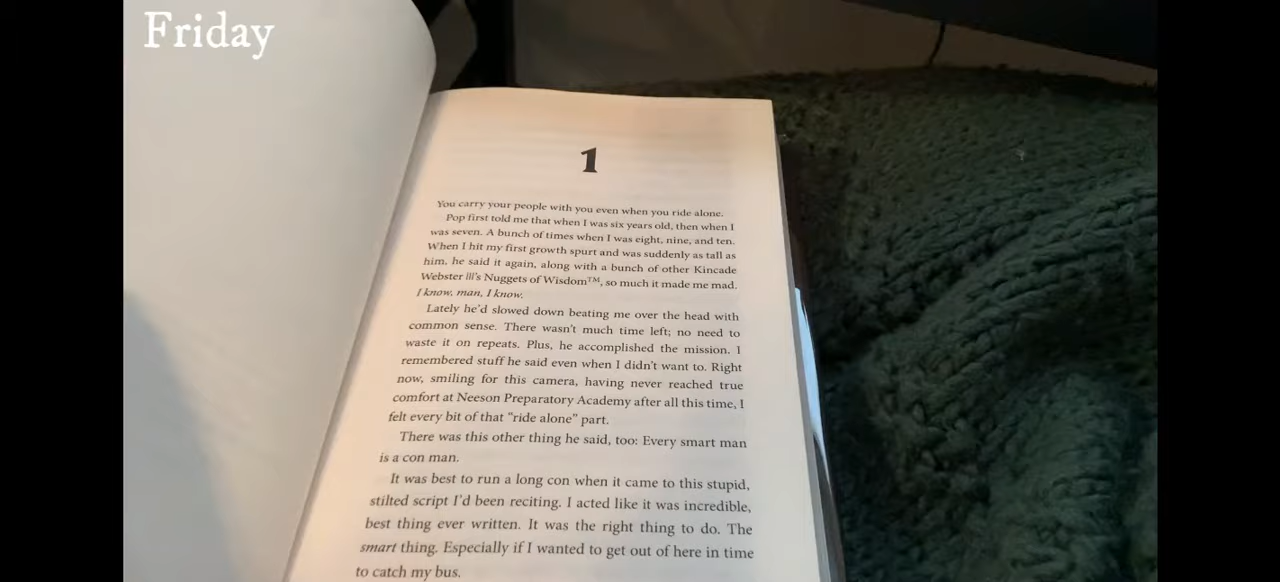 Friday
1
You carry your people with you even when you ride alone.
Pop first told me that when I was six years old, then when I
was seven. A bunch of times when I was eight, nine, and ten.
When I hit my first growth spurt and was suddenly as tall as
him, he said it again, along with a bunch of other Kincade
Webster III's Nuggets of Wisdom™, so much it made me mad.
I know, man, I know.
Lately he'd slowed down beating me over the head with
common sense. There wasn't much time left; no need to
waste it on repeats. Plus, he accomplished the mission. I
remembered stuff he said even when I didn't want to. Right
now, smiling for this camera, having never reached true
comfort at Neeson Preparatory Academy after all this time, I
felt every bit of that "ride alone" part.
There was this other thing he said, too: Every smart man
is a con man.
It was best to run a long con when it came to this stupid,
stilted script I'd been reciting. I acted like it was incredible,
best thing ever written. It was the right thing to do. The
smart thing. Especially if I wanted to get out of here in time
to catch my bus.